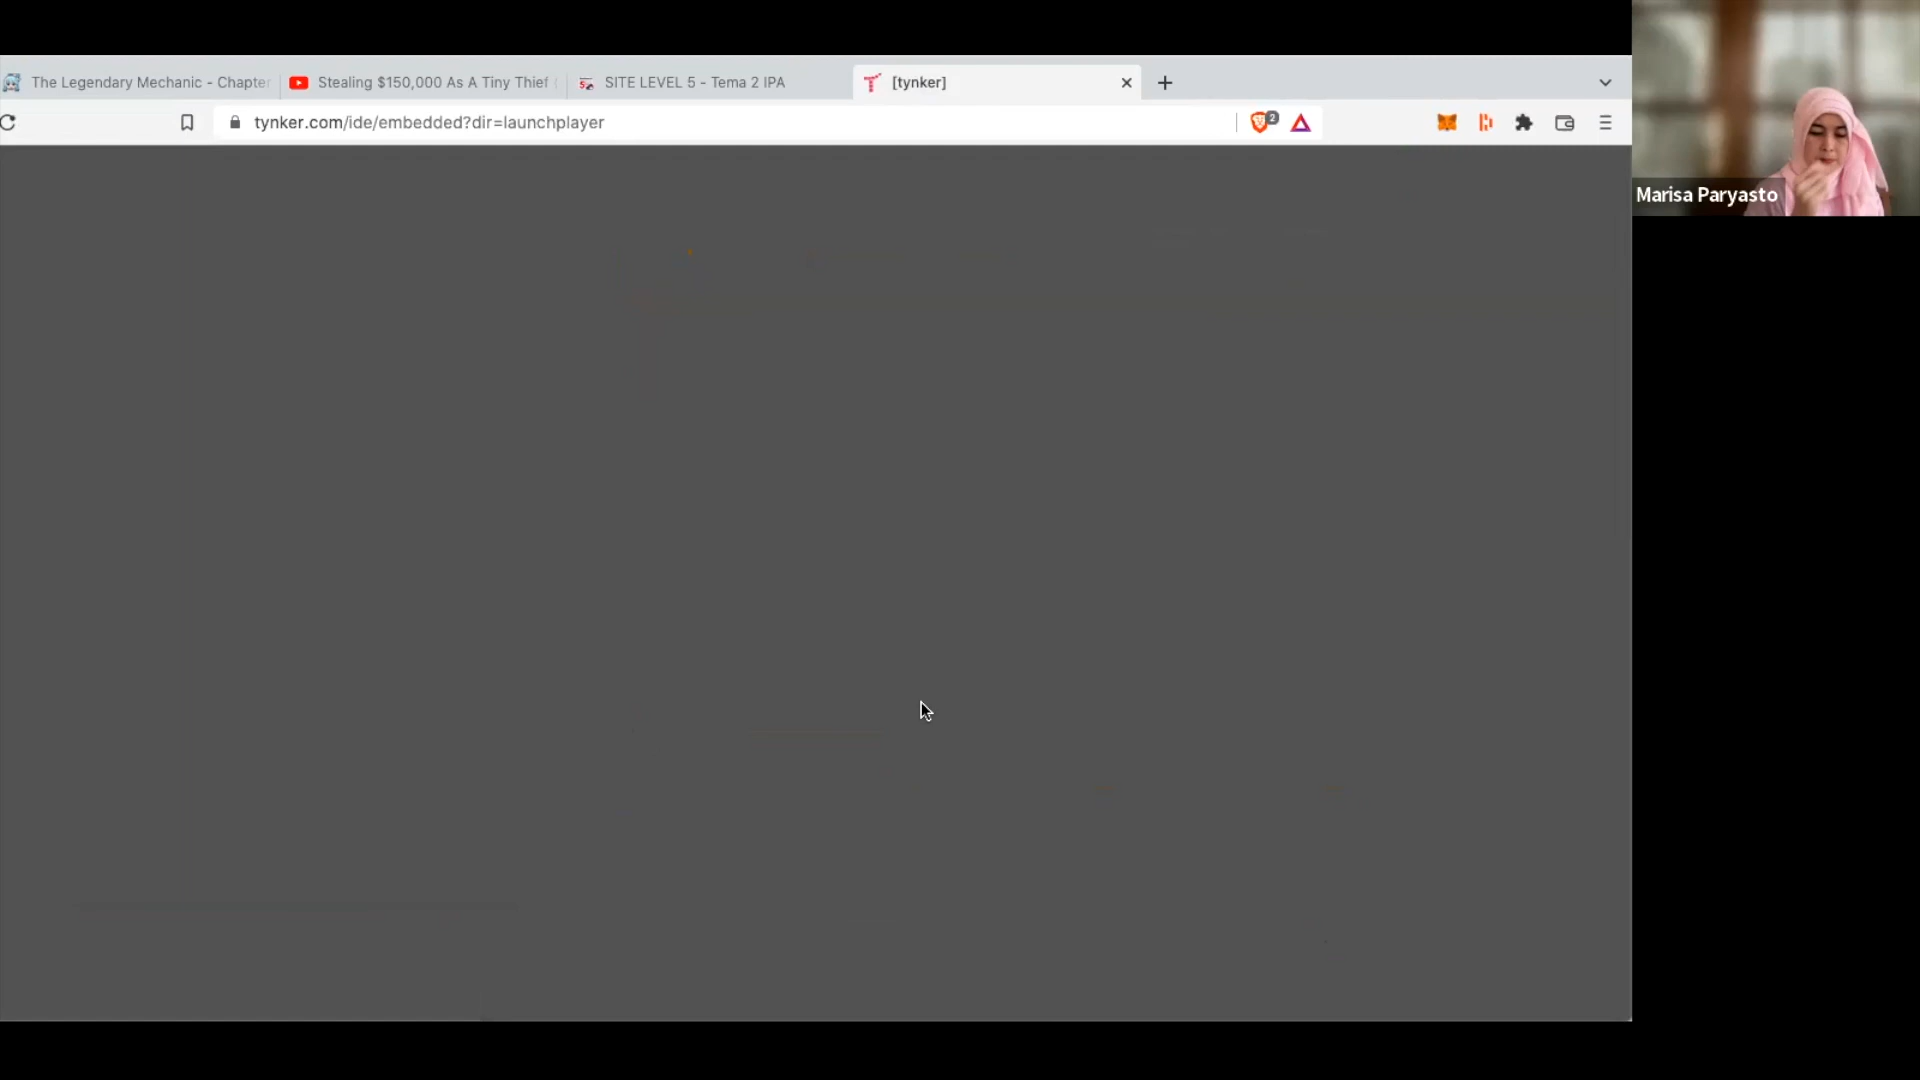 The Legendary Mechanic - Chapter
Stealing $150,000 As A Tiny Thief
SITE LEVEL 5 - Tema 2 IPA
[tynker]
tynker.com/ide/embedded?dir=launchplayer
2
Marisa Paryasto